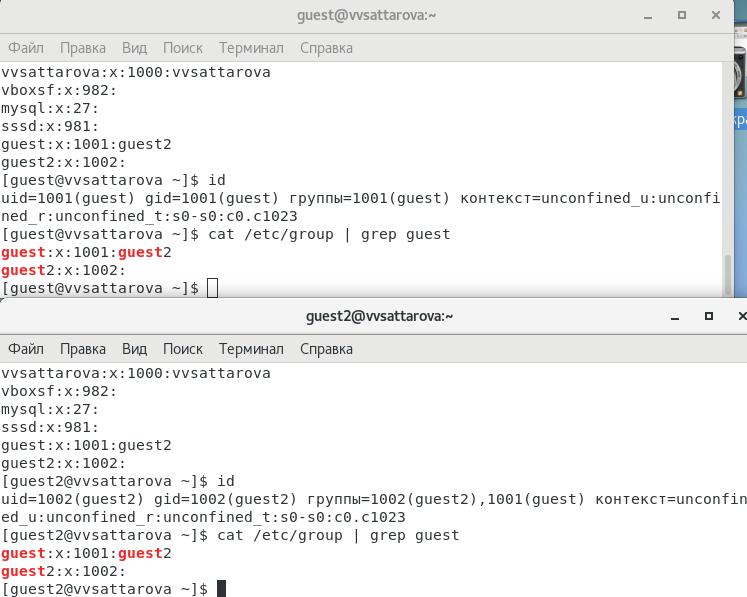 guest@vvsattarova:~
Файл Правка Вид Поиск Терминал Справка
vvsattarova:x:1000:vvsattarova
vboxsf:x:982:
mysql:x:27:
sssd:x:981:
guest:x:1001:guest2
guest2:x:1002:
[guest@vvsattarova ~]$ id
uid=1001(guest) gid=1001(guest) группы=1001(guest) контекст=unconfined_u:unconfi
ned_r:unconfined_t:s0-s0:c0.c1023
[guest@vvsattarova ~]$ cat /etc/group | grep guest
guest:x:1001:guest2
guest2:x:1002:
[guest@vvsattarova ~]$
guest2@vvsattarova:~
Файл Правка Вид Поиск Терминал Справка
vvsattarova:x:1000:vvsattarova
vboxsf:x:982:
mysql:x:27:
sssd:x:981:
guest:x:1001:guest2
guest2:x:1002:
[guest2@vvsattarova ~]$ id
uid=1002(guest2) gid=1002(guest2) группы=1002(guest2),1001(guest) контекст=unconfin
ed_u:unconfined_r:unconfined_t:s0-s0:c0.c1023
[guest2@vvsattarova ~]$ cat /etc/group | grep guest
guest:x:1001:guest2
guest2:x:1002:
[guest2@vvsattarova ~]$